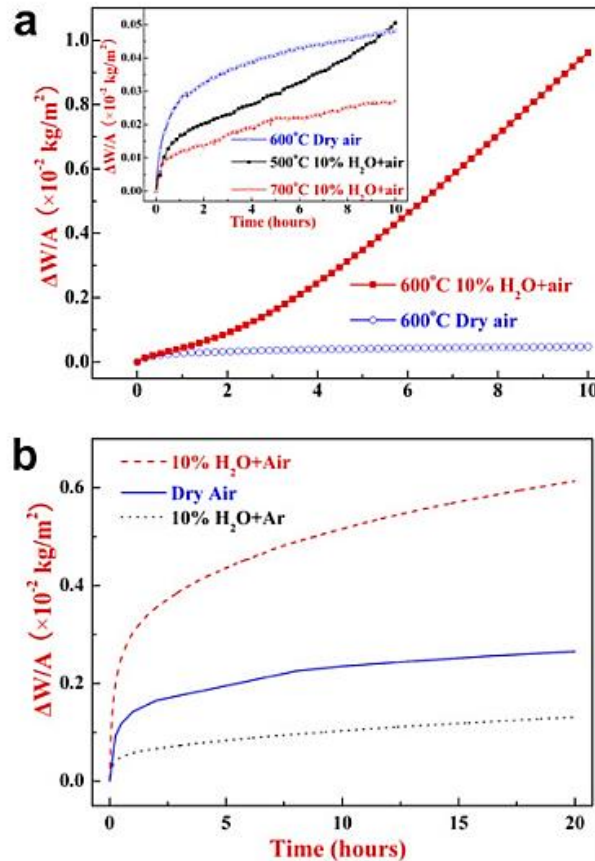 a
ΔW/A (×10⁻² kg/m²)
1.0
0.8
0.6
0.4
0.2
0.0
0 2 4 6 8 10
600°C 10% H₂O+air
600°C Dry air
ΔW/A (×10⁻² kg/m²)
0.05
0.04
0.03
0.02
0.01
0.00
0 2 4 6 8 10
Time (hours)
600°C Dry air
500°C 10% H₂O+air
700°C 10% H₂O+air
b
10% H₂O+Air
Dry Air
10% H₂O+Ar
ΔW/A (×10⁻² kg/m²)
0.6
0.4
0.2
0.0
0 5 10 15 20
Time (hours)